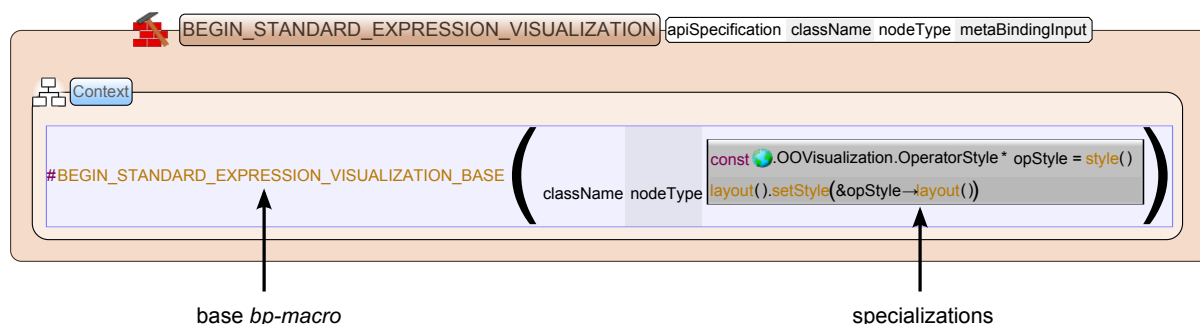 BEGIN_STANDARD_EXPRESSION_VISUALIZATION apiSpecification className nodeType metaBindingInput
Context
#BEGIN_STANDARD_EXPRESSION_VISUALIZATION_BASE ( className nodeType
const .OOVisualization.OperatorStyle* opStyle = style()
layout().setStyle(&opStyle→layout())
)
base bp-macro
specializations